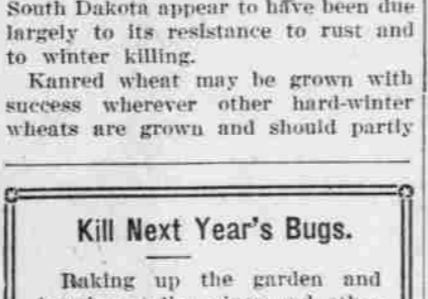 South Dakota appear to have been due
largely to its resistance to rust and
to winter killing.
Kanred wheat may be grown with
success wherever other hard-winter
wheats are grown and should partly
Kill Next Year's Bugs.
Raking up the garden and